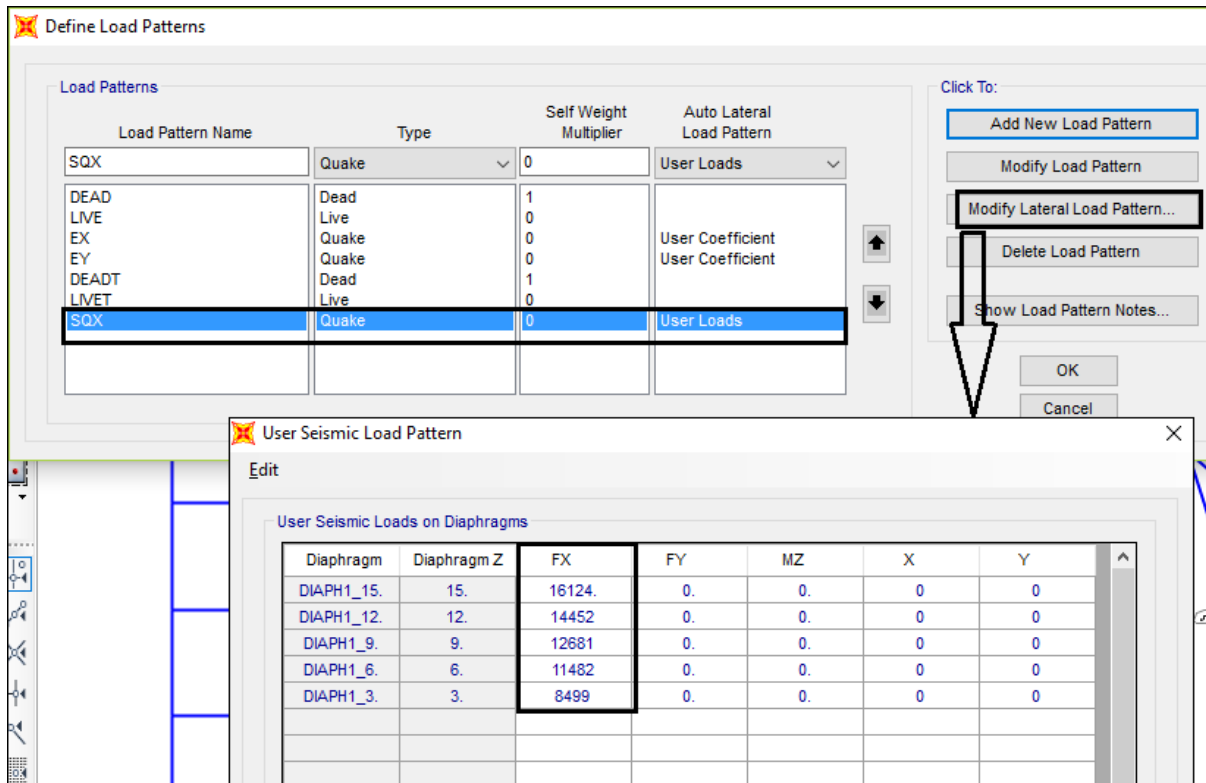 Define Load Patterns
Load Patterns
Click To:
Self Weight Auto Lateral
Load Pattern Name Type Multiplier Load Pattern
SQX Quake 0 User Loads
DEAD Dead 1
LIVE Live 0
EX Quake 0 User Coefficient
EY Quake 0 User Coefficient
DEADT Dead 1
LIVET Live 0
SQX Quake 0 User Loads
Add New Load Pattern
Modify Load Pattern
Modify Lateral Load Pattern...
Delete Load Pattern
Show Load Pattern Notes...
OK
Cancel
User Seismic Load Pattern
Edit
User Seismic Loads on Diaphragms
Diaphragm Diaphragm Z FX FY MZ X Y
DIAPH1_15. 15. 16124. 0. 0. 0 0
DIAPH1_12. 12. 14452 0. 0. 0 0
DIAPH1_9. 9. 12681 0. 0. 0 0
DIAPH1_6. 6. 11482 0. 0. 0 0
DIAPH1_3. 3. 8499 0. 0. 0 0